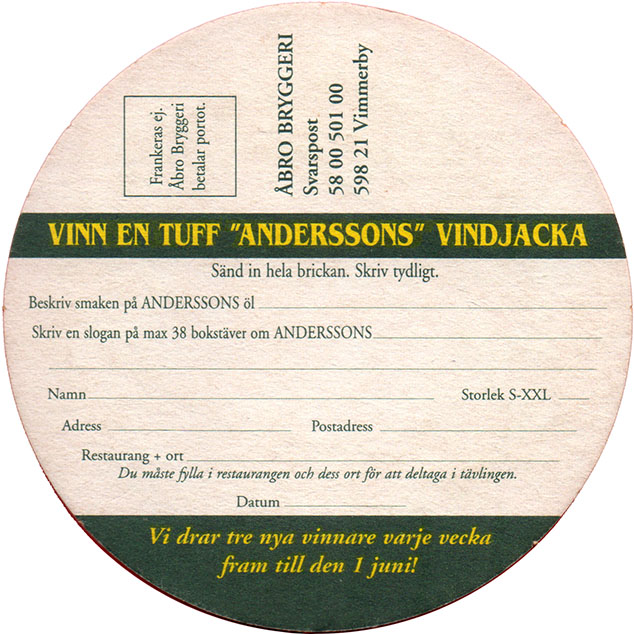 Frankeras ej.
Åbro Bryggeri
betalar portot.
ÅBRO BRYGGERI
Svarspost
58 00 501 00
598 21 Vimmerby
VINN EN TUFF "ANDERSSONS" VINDJACKA
Sänd in hela brickan. Skriv tydligt.
Beskriv smaken på ANDERSSONS öl
Skriv en slogan på max 38 bokstäver om ANDERSSONS
Namn Storlek S-XXL
Adress Postadress
Restaurang + ort
Du måste fylla i restaurangen och dess ort för att deltaga i tävlingen.
Datum
Vi drar tre nya vinnare varje vecka
fram till den 1 juni!